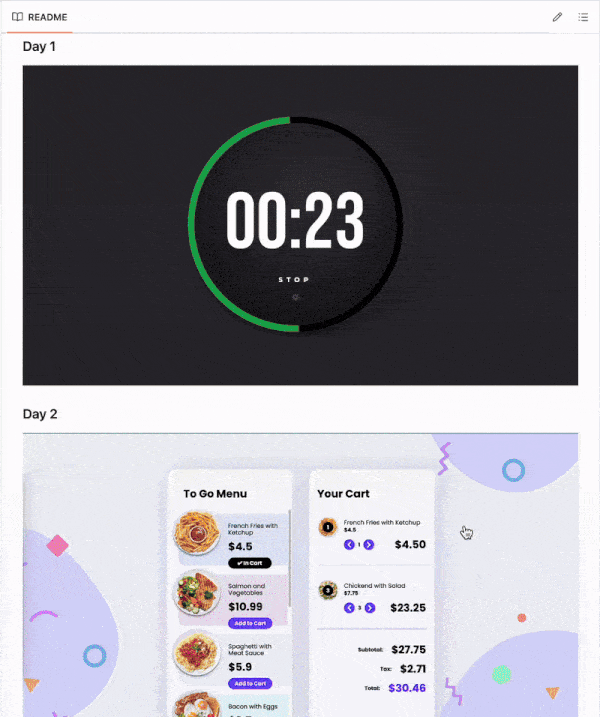 README
Day 1
00:23
STOP
Day 2
To Go Menu
French Fries with
Ketchup
$4.5
✔ In Cart
Salmon and
Vegetables
$10.99
Add to Cart
Spaghetti with
Meat Sauce
$5.9
Add to Cart
Bacon with Eggs
Your Cart
1
French Fries with Ketchup
$4.5
1
$4.50
3
Chickend with Salad
$7.75
3
$23.25
Subtotal: $27.75
Tax: $2.71
Total: $30.46